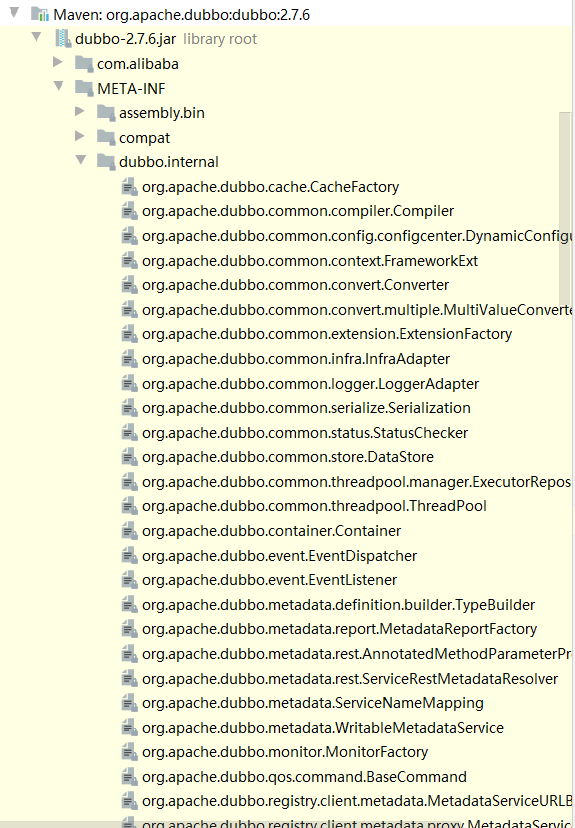 Maven: org.apache.dubbo:dubbo:2.7.6
dubbo-2.7.6.jar library root
com.alibaba
META-INF
assembly.bin
compat
dubbo.internal
org.apache.dubbo.cache.CacheFactory
org.apache.dubbo.common.compiler.Compiler
org.apache.dubbo.common.config.configcenter.DynamicConfigu
org.apache.dubbo.common.context.FrameworkExt
org.apache.dubbo.common.convert.Converter
org.apache.dubbo.common.convert.multiple.MultiValueConverte
org.apache.dubbo.common.extension.ExtensionFactory
org.apache.dubbo.common.infra.InfraAdapter
org.apache.dubbo.common.logger.LoggerAdapter
org.apache.dubbo.common.serialize.Serialization
org.apache.dubbo.common.status.StatusChecker
org.apache.dubbo.common.store.DataStore
org.apache.dubbo.common.threadpool.manager.ExecutorRepos
org.apache.dubbo.common.threadpool.ThreadPool
org.apache.dubbo.container.Container
org.apache.dubbo.event.EventDispatcher
org.apache.dubbo.event.EventListener
org.apache.dubbo.metadata.definition.builder.TypeBuilder
org.apache.dubbo.metadata.report.MetadataReportFactory
org.apache.dubbo.metadata.rest.AnnotatedMethodParameterPr
org.apache.dubbo.metadata.rest.ServiceRestMetadataResolver
org.apache.dubbo.metadata.ServiceNameMapping
org.apache.dubbo.metadata.WritableMetadataService
org.apache.dubbo.monitor.MonitorFactory
org.apache.dubbo.qos.command.BaseCommand
org.apache.dubbo.registry.client.metadata.MetadataServiceURLB
org.apache.dubbo.registry.client.metadata.proxy.MetadataServic